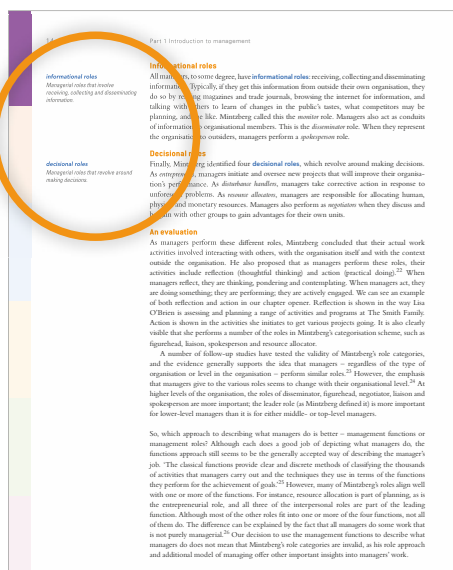 Part 1 Introduction to management
informational roles
Managerial roles that involve
receiving, collecting and disseminating
information.
decisional roles
Managerial roles that revolve around
making decisions.
Informational roles
All managers, to some degree, have informational roles: receiving, collecting and disseminating
information. Typically, if they get this information from outside their own organisation, they
do so by reading magazines and trade journals, browsing the internet for information, and
talking with others to learn of changes in the public's tastes, what competitors may be
planning, and the like. Mintzberg called this the monitor role. Managers also act as conduits
of information to organisational members. This is the disseminator role. When they represent
the organisation to outsiders, managers perform a spokesperson role.
Decisional roles
Finally, Mintzberg identified four decisional roles, which revolve around making decisions.
As entrepreneurs, managers initiate and oversee new projects that will improve their organisa-
tion's performance. As disturbance handlers, managers take corrective action in response to
unforeseen problems. As resource allocators, managers are responsible for allocating human,
physical and monetary resources. Managers also perform as negotiators when they discuss and
bargain with other groups to gain advantages for their own units.
An evaluation
As managers perform these different roles, Mintzberg concluded that their actual work
activities involved interacting with others, with the organisation itself and with the context
outside the organisation. He also proposed that as managers perform these roles, their
activities include reflection (thoughtful thinking) and action (practical doing).22 When
managers reflect, they are thinking, pondering and contemplating. When managers act, they
are doing something; they are performing; they are actively engaged. We can see an example
of both reflection and action in our chapter opener. Reflection is shown in the way Lisa
O'Brien is assessing and planning a range of activities and programs at The Smith Family.
Action is shown in the activities she initiates to get various projects going. It is also clearly
visible that she performs a number of the roles in Mintzberg's categorisation scheme, such as
figurehead, liaison, spokesperson and resource allocator.
A number of follow-up studies have tested the validity of Mintzberg's role categories,
and the evidence generally supports the idea that managers – regardless of the type of
organisation or level in the organisation – perform similar roles.23 However, the emphasis
that managers give to the various roles seems to change with their organisational level.24 At
higher levels of the organisation, the roles of disseminator, figurehead, negotiator, liaison and
spokesperson are more important; the leader role (as Mintzberg defined it) is more important
for lower-level managers than it is for either middle- or top-level managers.
So, which approach to describing what managers do is better – management functions or
management roles? Although each does a good job of depicting what managers do, the
functions approach still seems to be the generally accepted way of describing the manager's
job. 'The classical functions provide clear and discrete methods of classifying the thousands
of activities that managers carry out and the techniques they use in terms of the functions
they perform for the achievement of goals.'25 However, many of Mintzberg's roles align well
with one or more of the functions. For instance, resource allocation is part of planning, as is
the entrepreneurial role, and all three of the interpersonal roles are part of the leading
function. Although most of the other roles fit into one or more of the four functions, not all
of them do. The difference can be explained by the fact that all managers do some work that
is not purely managerial.26 Our decision to use the management functions to describe what
managers do does not mean that Mintzberg's role categories are invalid, as his role approach
and additional model of managing offer other important insights into managers' work.